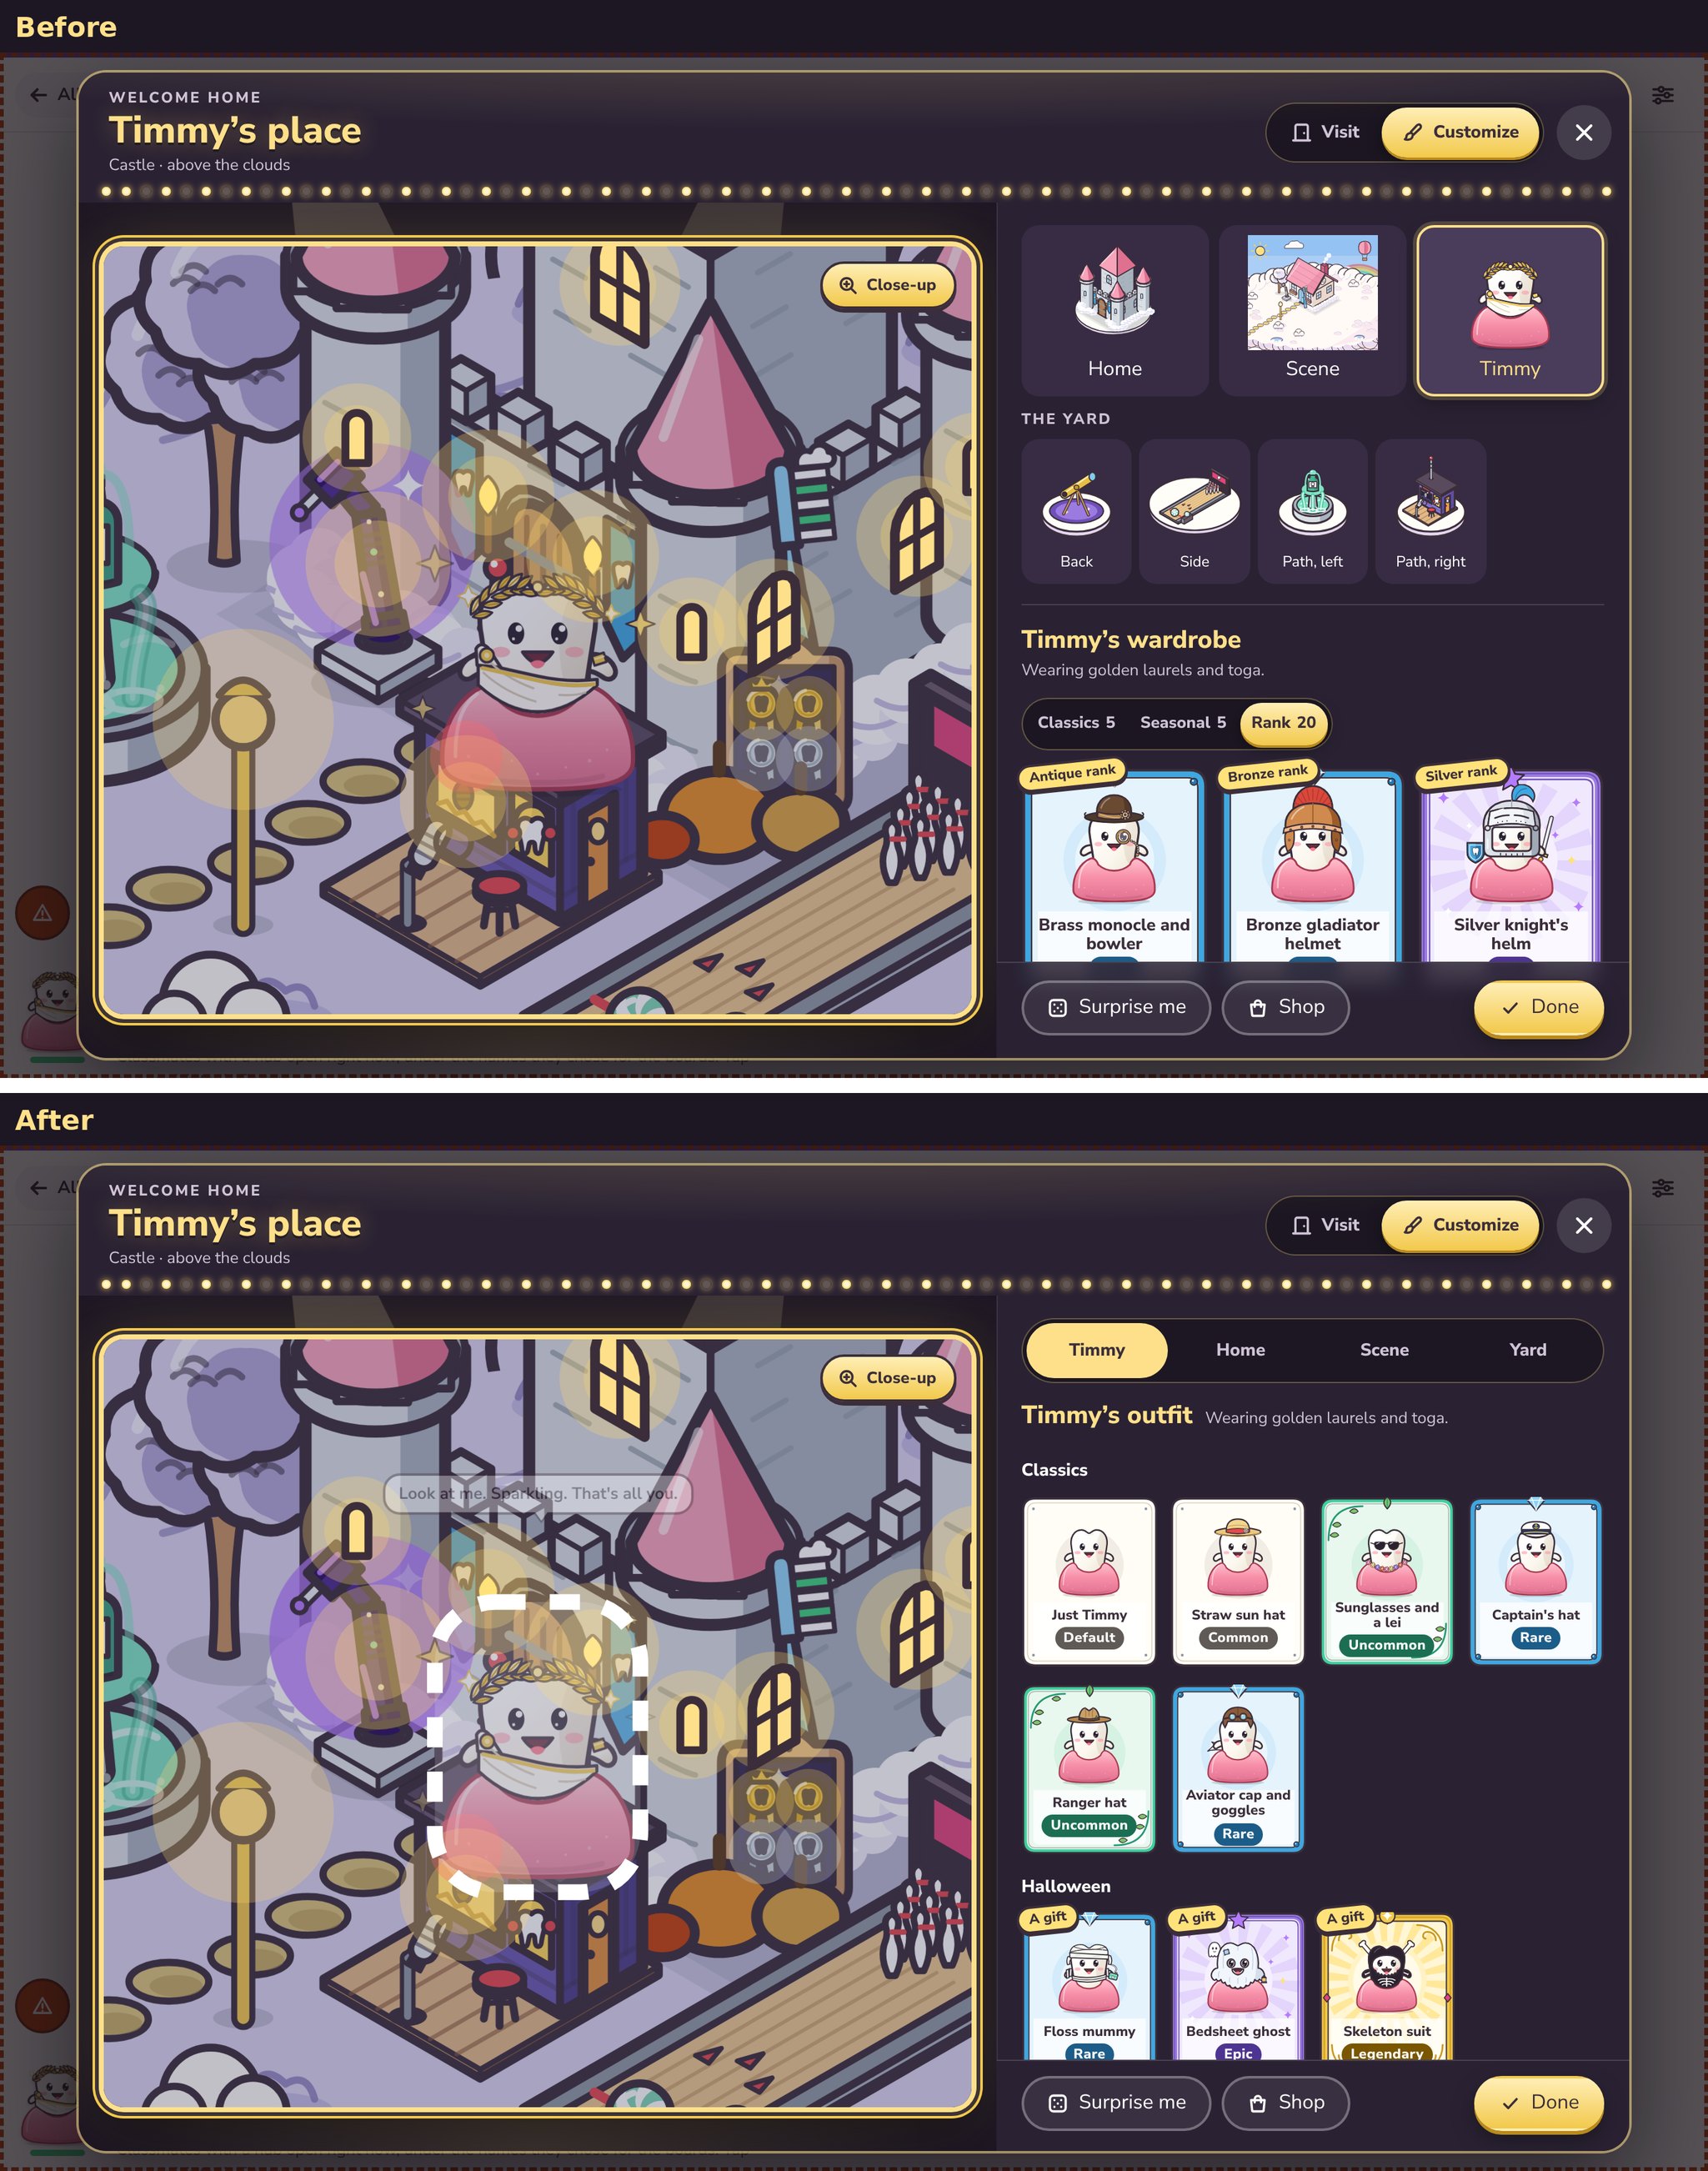 Before
Al
WELCOME HOME
Timmy’s place
Castle · above the clouds
Visit
Customize
Close-up
Home
Scene
Timmy
THE YARD
Back
Side
Path, left
Path, right
Timmy’s wardrobe
Wearing golden laurels and toga.
Classics 5
Seasonal 5
Rank 20
Antique rank
Bronze rank
Silver rank
Brass monocle and
bowler
Bronze gladiator
helmet
Silver knight's
helm
Surprise me
Shop
Done
After
Al
WELCOME HOME
Timmy’s place
Castle · above the clouds
Visit
Customize
Close-up
Look at me. Sparkling. That's all you.
Timmy
Home
Scene
Yard
Timmy’s outfit
Wearing golden laurels and toga.
Classics
Just Timmy
Default
Straw sun hat
Common
Sunglasses and
a lei
Uncommon
Captain's hat
Rare
Ranger hat
Uncommon
Aviator cap and
goggles
Rare
Halloween
A gift
A gift
A gift
Floss mummy
Rare
Bedsheet ghost
Epic
Skeleton suit
Legendary
Surprise me
Shop
Done